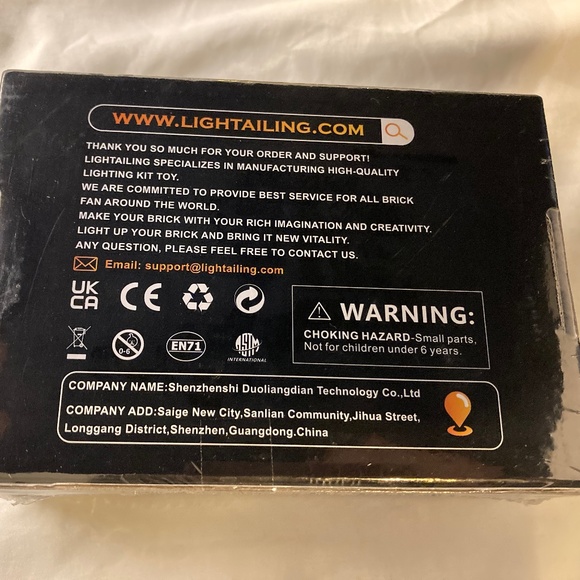 WWW.LIGHTAILING.COM
THANK YOU SO MUCH FOR YOUR ORDER AND SUPPORT!
LIGHTAILING SPECIALIZES IN MANUFACTURING HIGH-QUALITY
LIGHTING KIT TOY.
WE ARE COMMITTED TO PROVIDE BEST SERVICE FOR ALL BRICK
FAN AROUND THE WORLD.
MAKE YOUR BRICK WITH YOUR RICH IMAGINATION AND CREATIVITY.
LIGHT UP YOUR BRICK AND BRING IT NEW VITALITY.
ANY QUESTION, PLEASE FEEL FREE TO CONTACT US.
Email: support@lightailing.com
UK
CA
CE
0-6
EN71
ASTM
INTERNATIONAL
WARNING:
CHOKING HAZARD-Small parts,
Not for children under 6 years.
COMPANY NAME:Shenzhenshi Duoliangdian Technology Co.,Ltd
COMPANY ADD:Saige New City,Sanlian Community,Jihua Street,
Longgang District,Shenzhen,Guangdong.China